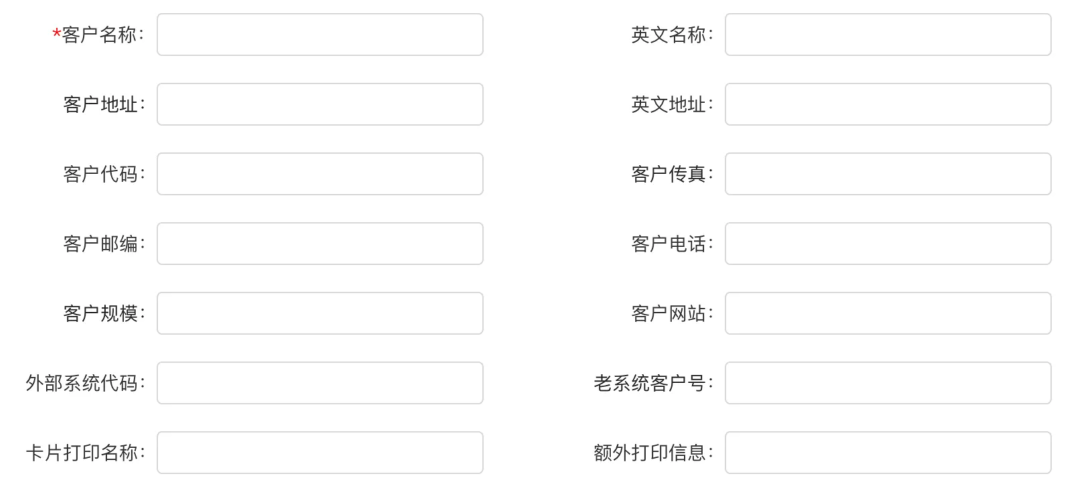 *客户名称： 英文名称：
客户地址： 英文地址：
客户代码： 客户传真：
客户邮编： 客户电话：
客户规模： 客户网站：
外部系统代码： 老系统客户号：
卡片打印名称： 额外打印信息：